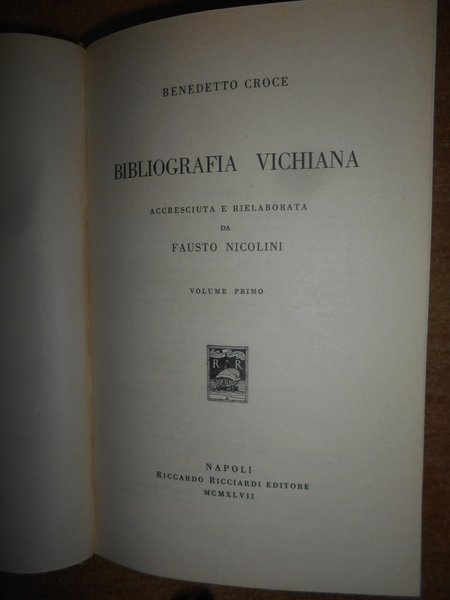 BENEDETTO CROCE
BIBLIOGRAFIA VICHIANA
ACCRESCIUTA E RIELABORATA
DA
FAUSTO NICOLINI
VOLUME PRIMO
R R
NAPOLI
RICCARDO RICCIARDI EDITORE
MCMXLVII